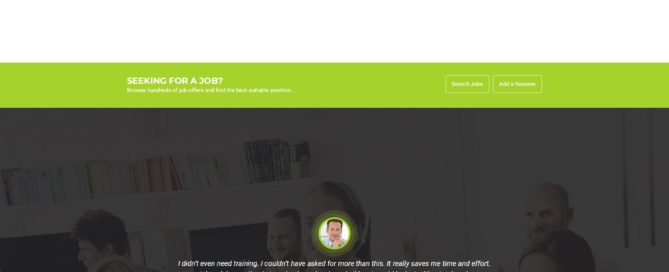 SEEKING FOR A JOB?
Browse hundreds of job offers and find the best suitable position.
Search Jobs
Add a Resume
I didn't even need training. I couldn't have asked for more than this. It really saves me time and effort.